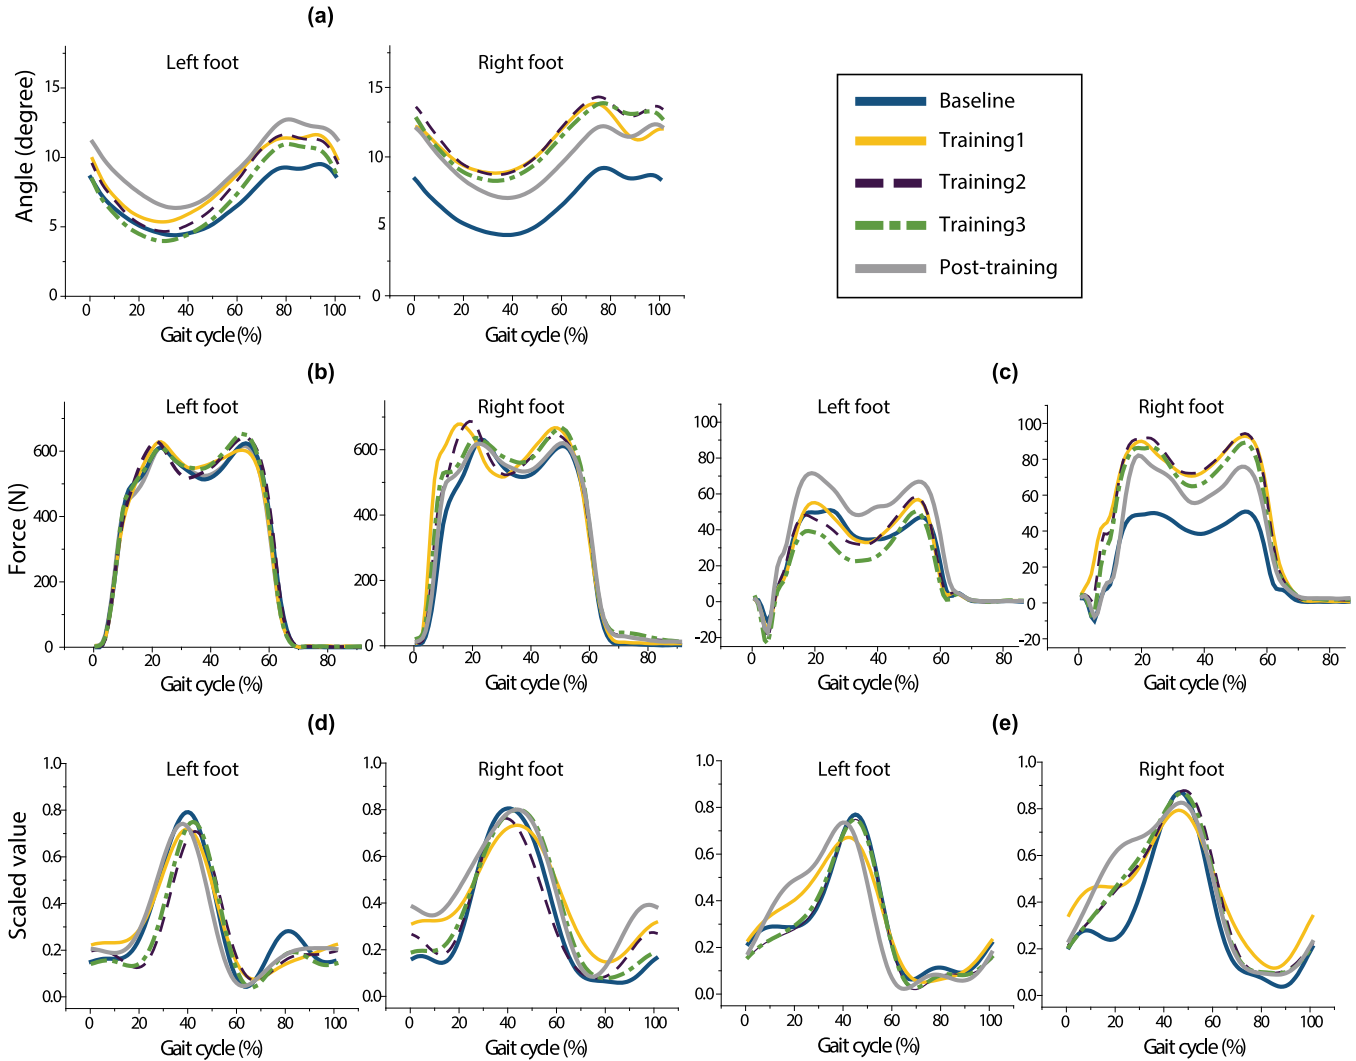 (a)
Left foot
Right foot
Angle (degree)
15
10
5
0
0 20 40 60 80 100
Gait cycle (%)
15
10
5
0
0 20 40 60 80 100
Gait cycle (%)
Baseline
Training1
Training2
Training3
Post-training
(b)
Left foot
Right foot
Force (N)
600
400
200
0
0 20 40 60 80
Gait cycle (%)
600
400
200
0
0 20 40 60 80
Gait cycle (%)
(c)
Left foot
Right foot
100
80
60
40
20
0
-20
0 20 40 60 80
Gait cycle (%)
100
80
60
40
20
0
-20
0 20 40 60 80
Gait cycle (%)
(d)
Left foot
Right foot
Scaled value
1.0
0.8
0.6
0.4
0.2
0.0
0 20 40 60 80 100
Gait cycle (%)
1.0
0.8
0.6
0.4
0.2
0.0
0 20 40 60 80 100
Gait cycle (%)
(e)
Left foot
Right foot
1.0
0.8
0.6
0.4
0.2
0.0
0 20 40 60 80 100
Gait cycle (%)
1.0
0.8
0.6
0.4
0.2
0.0
0 20 40 60 80 100
Gait cycle (%)